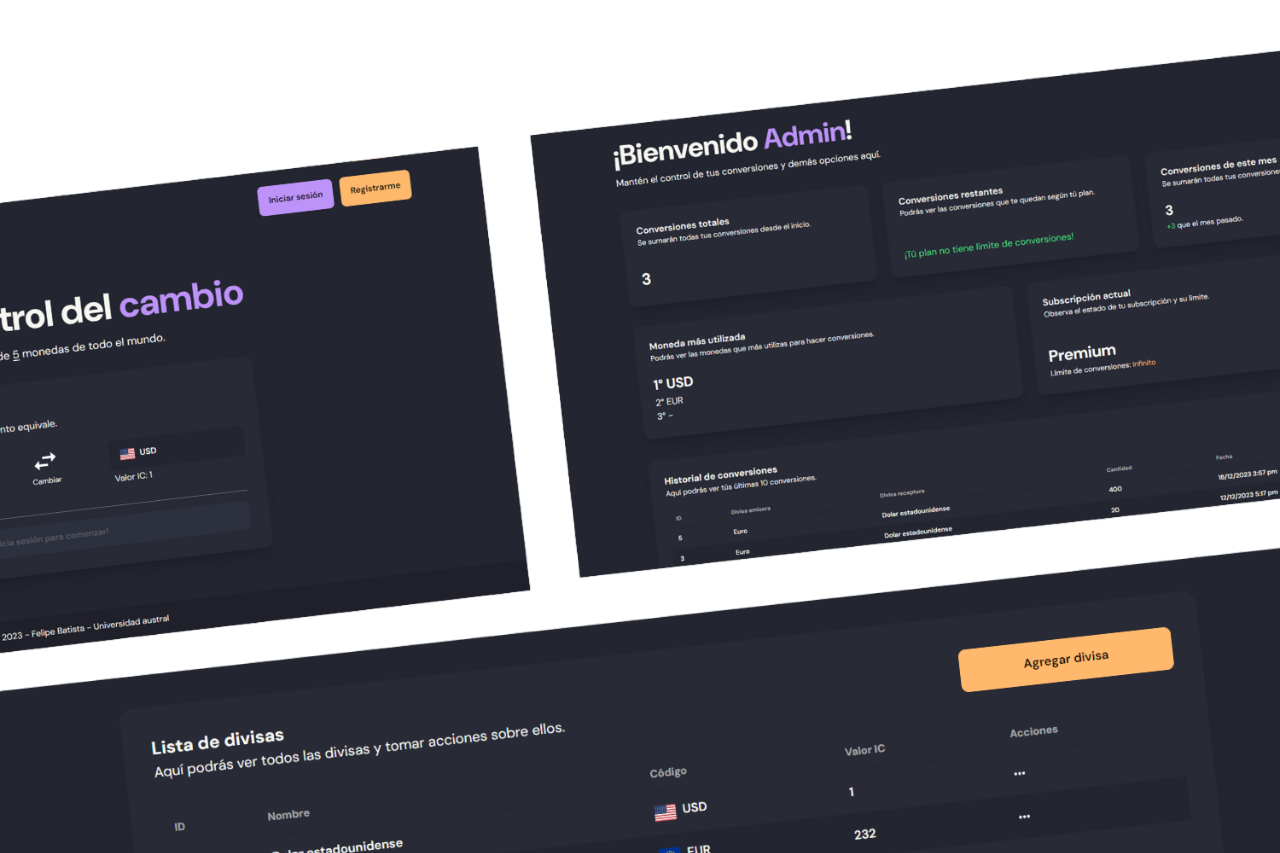 Iniciar sesión
Registrarme
trol del cambio
de 5 monedas de todo el mundo.
nto equivale.
Cambiar
USD
Valor IC: 1
icia sesión para comenzar!
2023 - Felipe Batista - Universidad austral
¡Bienvenido Admin!
Mantén el control de tus conversiones y demás opciones aquí.
Conversiones totales
Se sumarán todas tus conversiones desde el inicio.
3
Conversiones restantes
Podrás ver las conversiones que te quedan según tú plan.
¡Tú plan no tiene límite de conversiones!
Conversiones de este mes
Se sumarán todas tus conversiones
3
+3 que el mes pasado.
Moneda más utilizada
Podrás ver las monedas que más utilizas para hacer conversiones.
1° USD
2° EUR
3° -
Subscripción actual
Observa el estado de tu subscripción y su límite.
Premium
Límite de conversiones: infinito
Historial de conversiones
Aquí podrás ver tús últimas 10 conversiones.
ID Divisa emisora Divisa receptora Cantidad Fecha
5 Euro Dolar estadounidense 400 18/12/2023 3:57 pm
3 Euro Dolar estadounidense 20 12/12/2023 5:17 pm
Agregar divisa
Lista de divisas
Aquí podrás ver todos las divisas y tomar acciones sobre ellos.
ID Nombre Código Valor IC Acciones
Dolar estadounidense USD 1 ...
EUR 232 ...